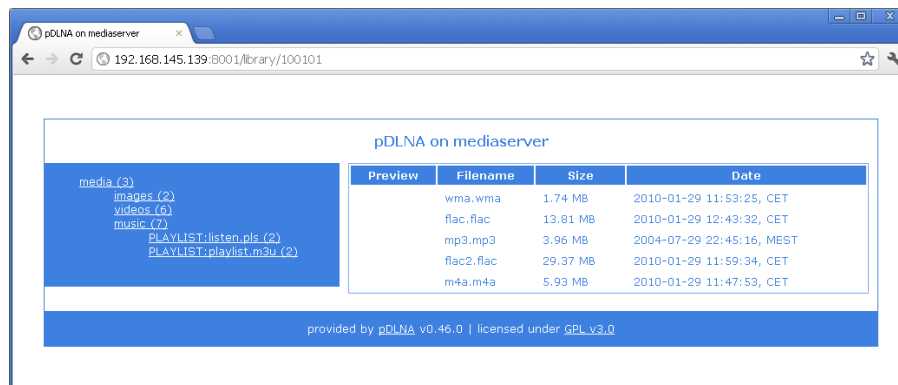 pDLNA on mediaserver
192.168.145.139:8001/library/100101
pDLNA on mediaserver
media (3)
images (2)
videos (6)
music (7)
PLAYLIST:listen.pls (2)
PLAYLIST:playlist.m3u (2)
Preview Filename Size Date
wma.wma 1.74 MB 2010-01-29 11:53:25, CET
flac.flac 13.81 MB 2010-01-29 12:43:32, CET
mp3.mp3 3.96 MB 2004-07-29 22:45:16, MEST
flac2.flac 29.37 MB 2010-01-29 11:59:34, CET
m4a.m4a 5.93 MB 2010-01-29 11:47:53, CET
provided by pDLNA v0.46.0 | licensed under GPL v3.0